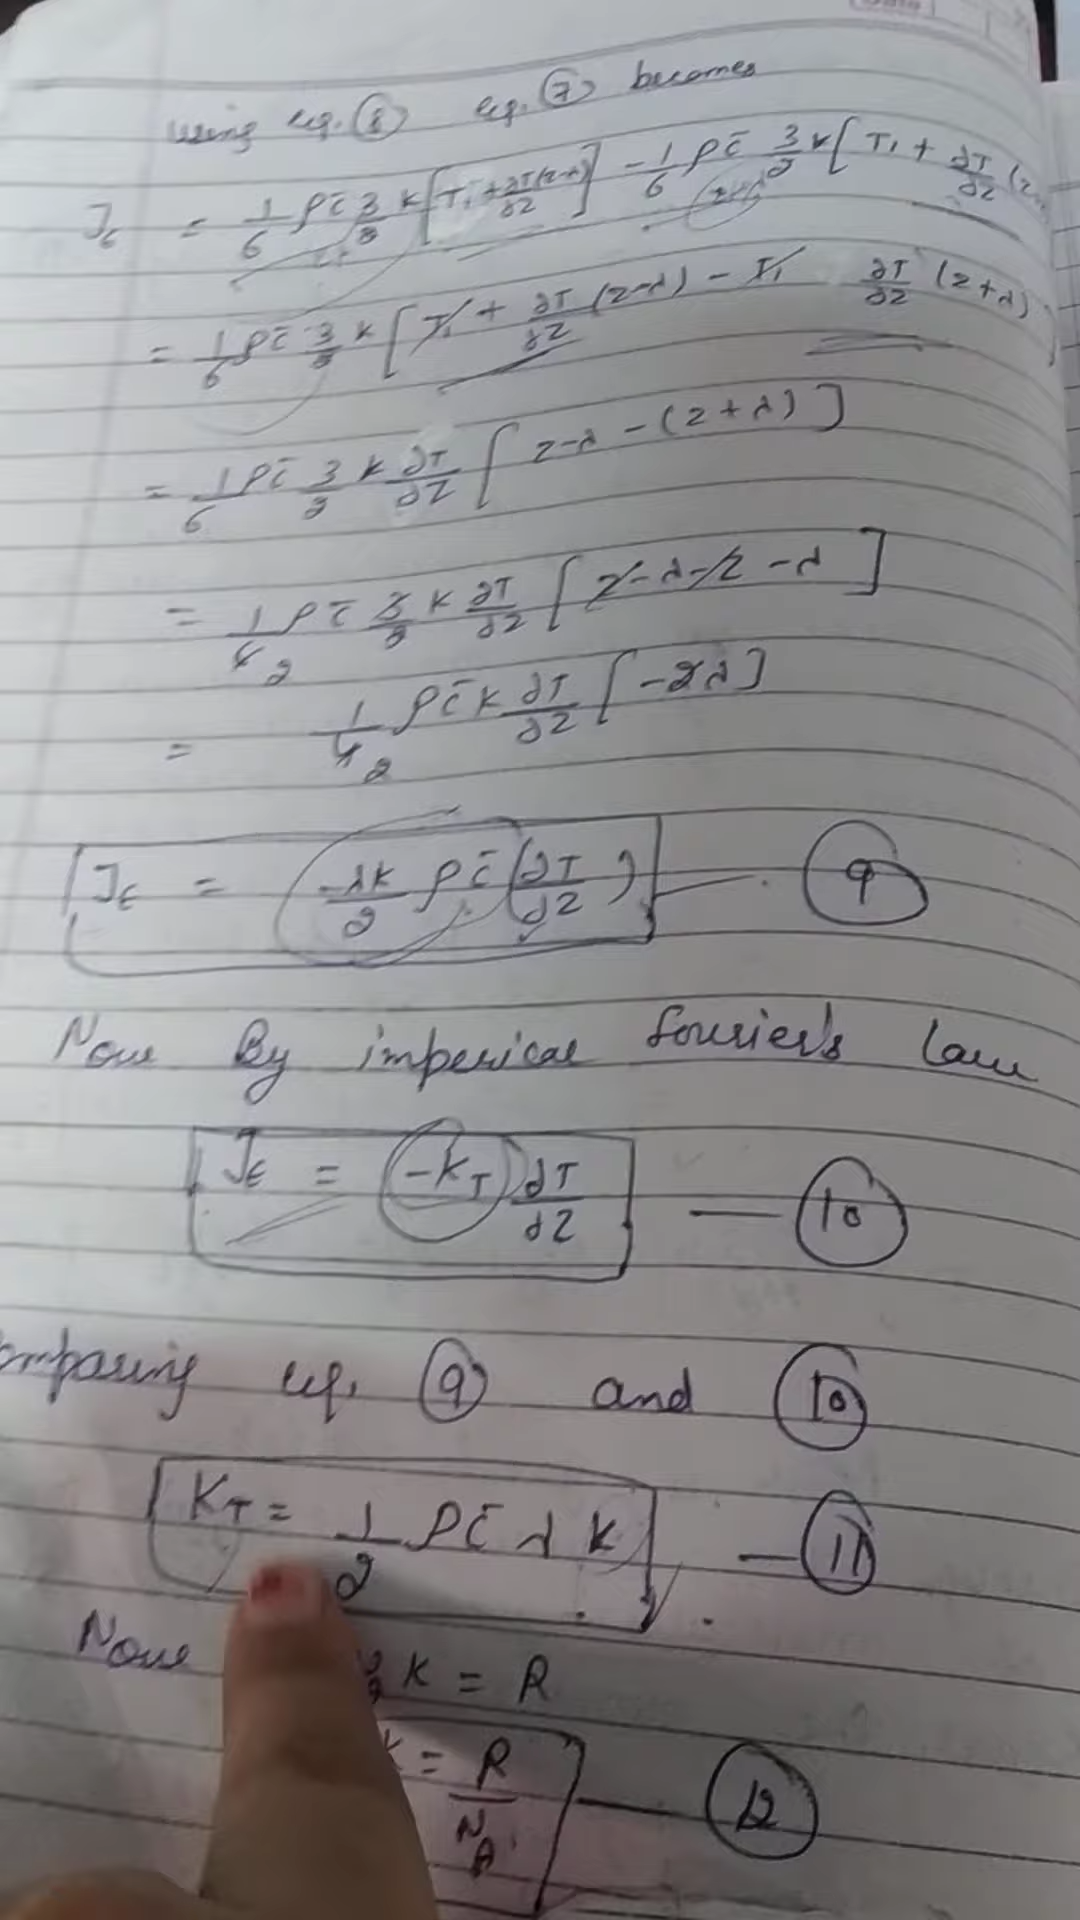 using eq. (8) eq. (7) becomes
J_ε = 1/6 ρc̄ 3/2 k [T₁ + ∂T/∂z (z-λ)] - 1/6 ρc̄ 3/2 k [T₁ + ∂T/∂z (z
= 1/6 ρc̄ 3/2 k [T₁ + ∂T/∂z (z-λ) - T₁ ∂T/∂z (z+λ)
= 1/6 ρc̄ 3/2 k ∂T/∂z [z-λ - (z+λ)]
= 1/6 2 ρc̄ 3/2 k ∂T/∂z [z-λ-z-λ]
= 1/4 2 ρc̄ k ∂T/∂z [-2λ]
J_ε = -λk/2 ρc̄ (∂T/∂z) — (9)
Now By imperical fourier's law
J_ε = -K_T ∂T/∂z — (10)
omparing eq. (9) and (10)
K_T = 1/2 ρc̄ λ k — (11)
Now k = R
= R/N_A — (12)